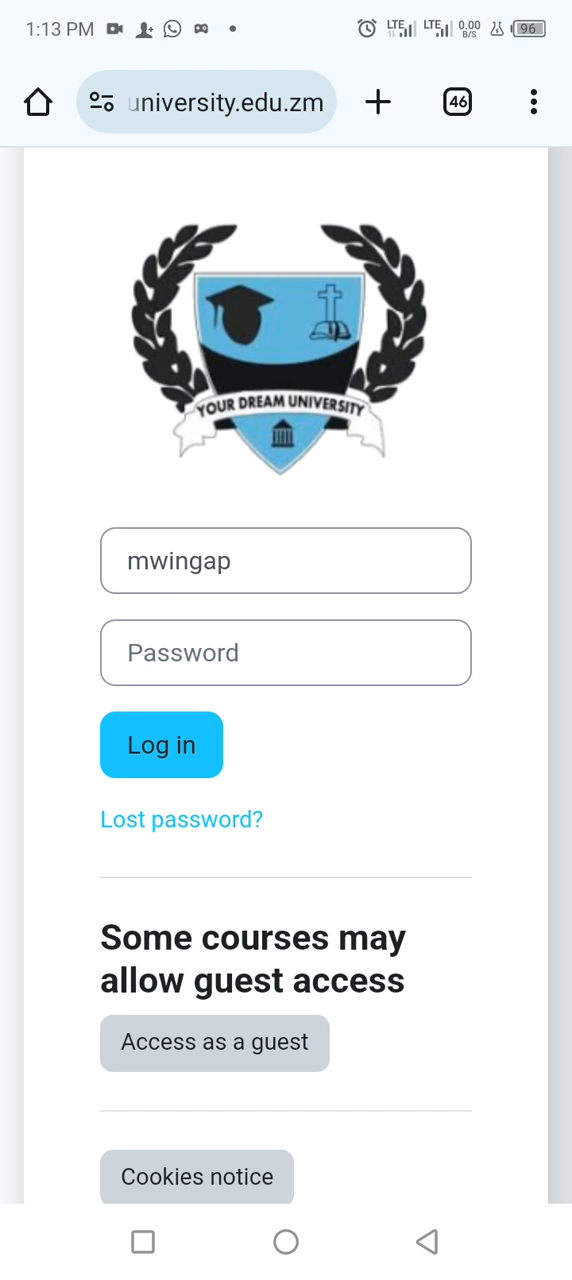 1:13 PM LTE LTE 0.00 B/S 96
university.edu.zm 46
YOUR DREAM UNIVERSITY
mwingap
Password
Log in
Lost password?
Some courses may
allow guest access
Access as a guest
Cookies notice